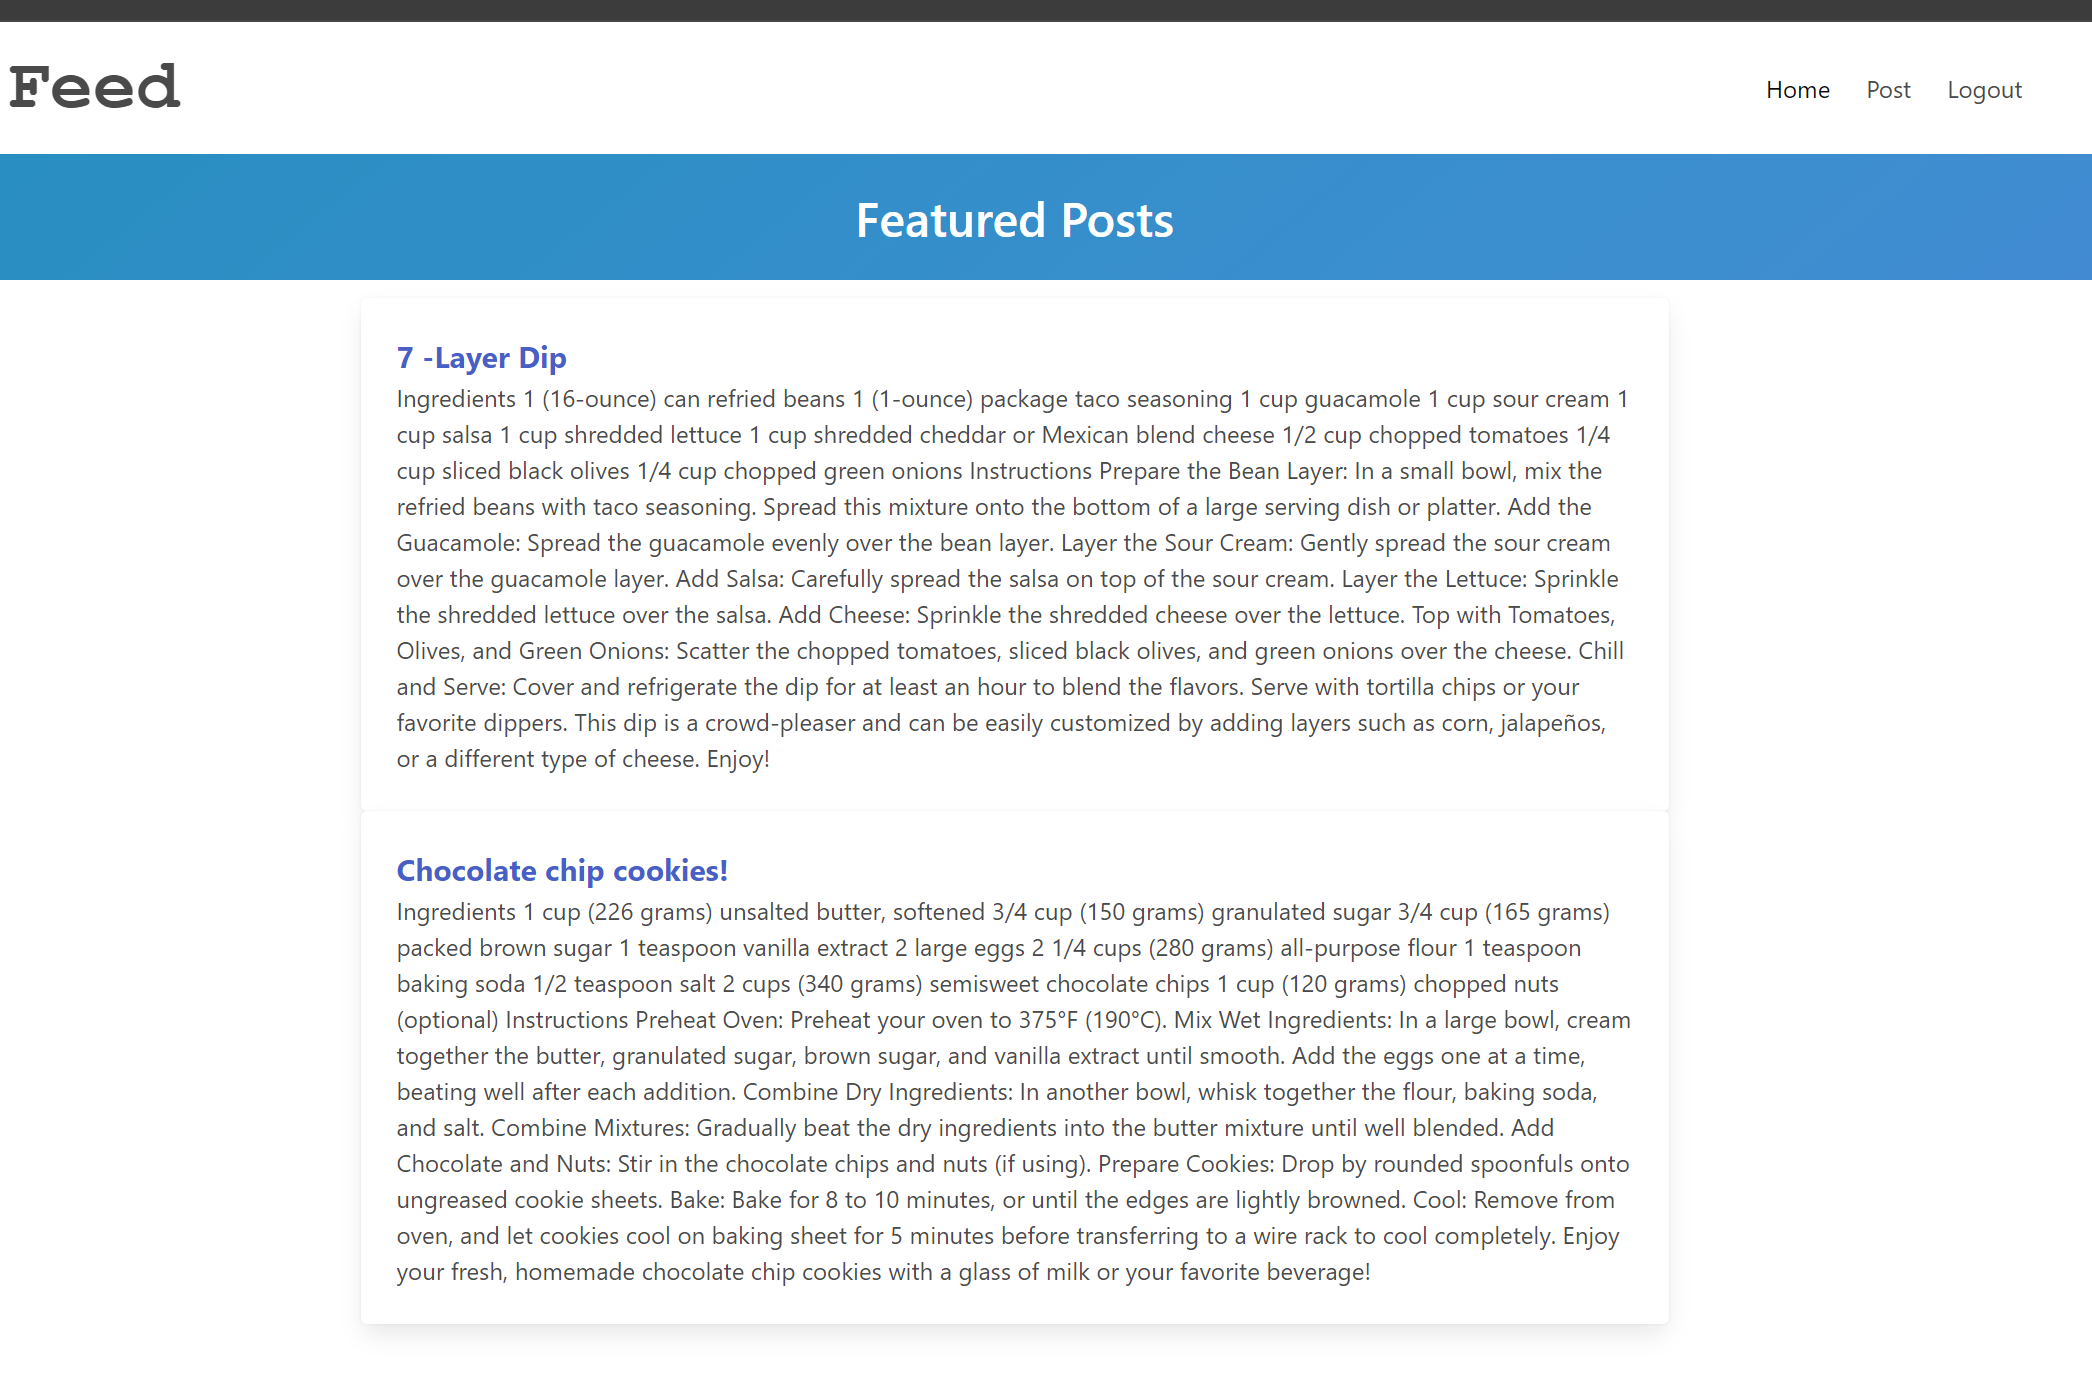 Feed
Home Post Logout
Featured Posts
7 -Layer Dip
Ingredients 1 (16-ounce) can refried beans 1 (1-ounce) package taco seasoning 1 cup guacamole 1 cup sour cream 1
cup salsa 1 cup shredded lettuce 1 cup shredded cheddar or Mexican blend cheese 1/2 cup chopped tomatoes 1/4
cup sliced black olives 1/4 cup chopped green onions Instructions Prepare the Bean Layer: In a small bowl, mix the
refried beans with taco seasoning. Spread this mixture onto the bottom of a large serving dish or platter. Add the
Guacamole: Spread the guacamole evenly over the bean layer. Layer the Sour Cream: Gently spread the sour cream
over the guacamole layer. Add Salsa: Carefully spread the salsa on top of the sour cream. Layer the Lettuce: Sprinkle
the shredded lettuce over the salsa. Add Cheese: Sprinkle the shredded cheese over the lettuce. Top with Tomatoes,
Olives, and Green Onions: Scatter the chopped tomatoes, sliced black olives, and green onions over the cheese. Chill
and Serve: Cover and refrigerate the dip for at least an hour to blend the flavors. Serve with tortilla chips or your
favorite dippers. This dip is a crowd-pleaser and can be easily customized by adding layers such as corn, jalapeños,
or a different type of cheese. Enjoy!
Chocolate chip cookies!
Ingredients 1 cup (226 grams) unsalted butter, softened 3/4 cup (150 grams) granulated sugar 3/4 cup (165 grams)
packed brown sugar 1 teaspoon vanilla extract 2 large eggs 2 1/4 cups (280 grams) all-purpose flour 1 teaspoon
baking soda 1/2 teaspoon salt 2 cups (340 grams) semisweet chocolate chips 1 cup (120 grams) chopped nuts
(optional) Instructions Preheat Oven: Preheat your oven to 375°F (190°C). Mix Wet Ingredients: In a large bowl, cream
together the butter, granulated sugar, brown sugar, and vanilla extract until smooth. Add the eggs one at a time,
beating well after each addition. Combine Dry Ingredients: In another bowl, whisk together the flour, baking soda,
and salt. Combine Mixtures: Gradually beat the dry ingredients into the butter mixture until well blended. Add
Chocolate and Nuts: Stir in the chocolate chips and nuts (if using). Prepare Cookies: Drop by rounded spoonfuls onto
ungreased cookie sheets. Bake: Bake for 8 to 10 minutes, or until the edges are lightly browned. Cool: Remove from
oven, and let cookies cool on baking sheet for 5 minutes before transferring to a wire rack to cool completely. Enjoy
your fresh, homemade chocolate chip cookies with a glass of milk or your favorite beverage!